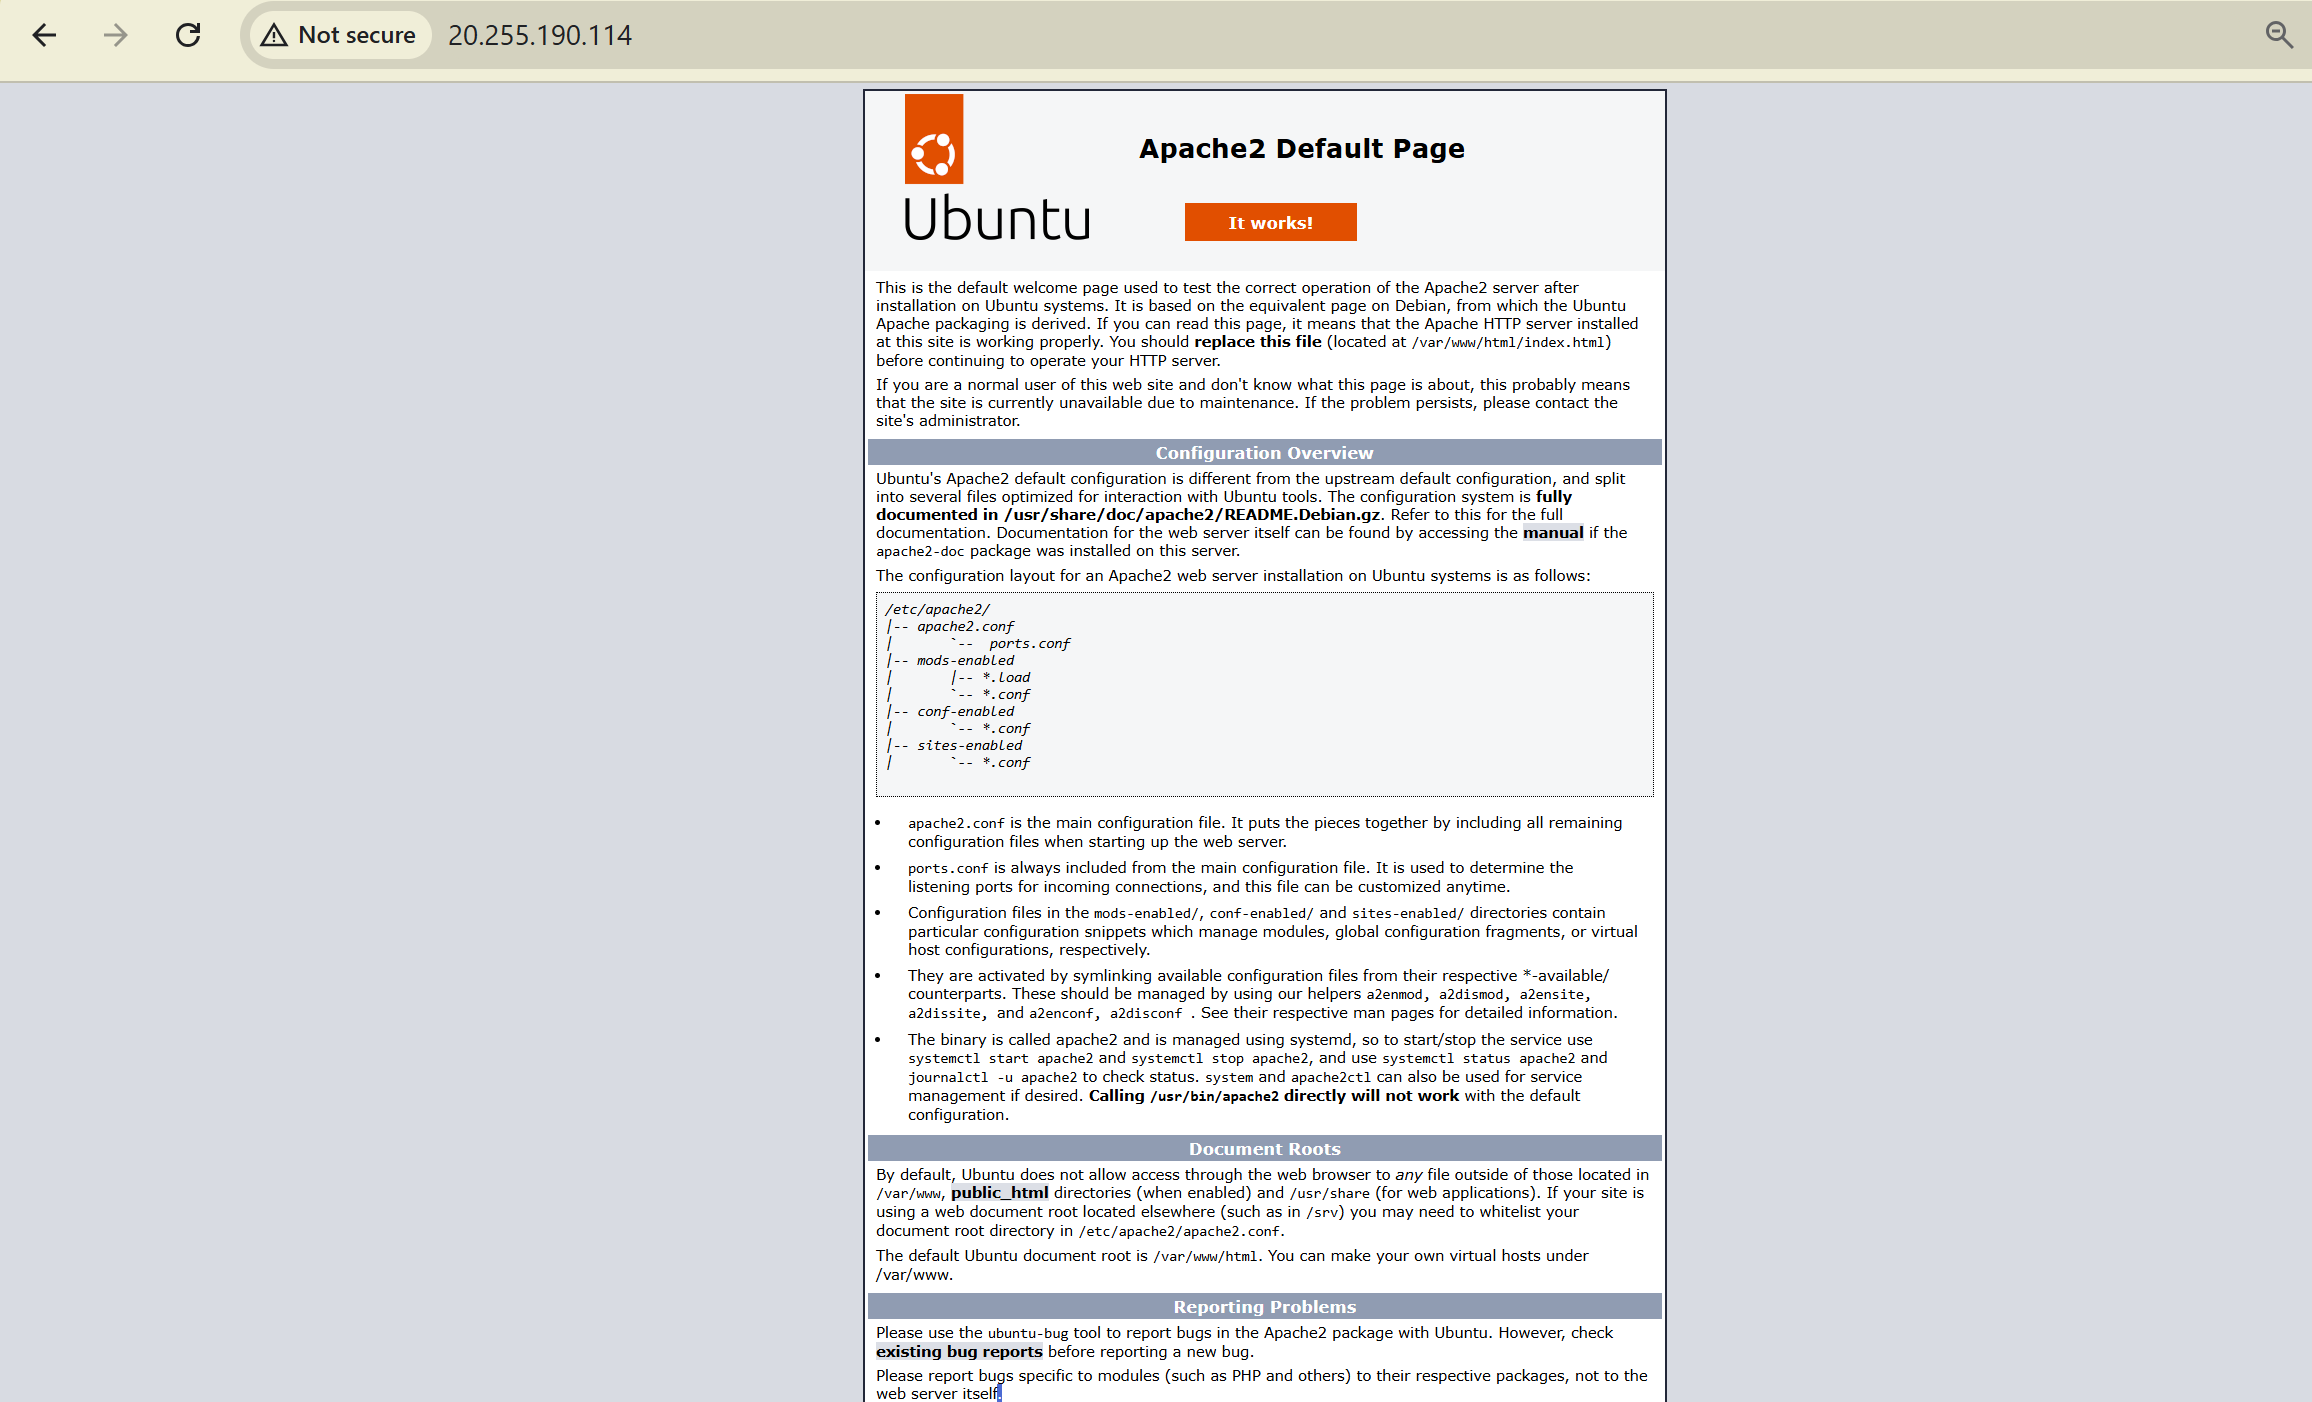 Not secure 20.255.190.114
Apache2 Default Page
Ubuntu
It works!
This is the default welcome page used to test the correct operation of the Apache2 server after
installation on Ubuntu systems. It is based on the equivalent page on Debian, from which the Ubuntu
Apache packaging is derived. If you can read this page, it means that the Apache HTTP server installed
at this site is working properly. You should replace this file (located at /var/www/html/index.html)
before continuing to operate your HTTP server.
If you are a normal user of this web site and don't know what this page is about, this probably means
that the site is currently unavailable due to maintenance. If the problem persists, please contact the
site's administrator.
Configuration Overview
Ubuntu's Apache2 default configuration is different from the upstream default configuration, and split
into several files optimized for interaction with Ubuntu tools. The configuration system is fully
documented in /usr/share/doc/apache2/README.Debian.gz. Refer to this for the full
documentation. Documentation for the web server itself can be found by accessing the manual if the
apache2-doc package was installed on this server.
The configuration layout for an Apache2 web server installation on Ubuntu systems is as follows:
/etc/apache2/
|-- apache2.conf
|       `--  ports.conf
|-- mods-enabled
|       |-- *.load
|       `-- *.conf
|-- conf-enabled
|       `-- *.conf
|-- sites-enabled
|       `-- *.conf
• apache2.conf is the main configuration file. It puts the pieces together by including all remaining
configuration files when starting up the web server.
• ports.conf is always included from the main configuration file. It is used to determine the
listening ports for incoming connections, and this file can be customized anytime.
• Configuration files in the mods-enabled/, conf-enabled/ and sites-enabled/ directories contain
particular configuration snippets which manage modules, global configuration fragments, or virtual
host configurations, respectively.
• They are activated by symlinking available configuration files from their respective *-available/
counterparts. These should be managed by using our helpers a2enmod, a2dismod, a2ensite,
a2dissite, and a2enconf, a2disconf . See their respective man pages for detailed information.
• The binary is called apache2 and is managed using systemd, so to start/stop the service use
systemctl start apache2 and systemctl stop apache2, and use systemctl status apache2 and
journalctl -u apache2 to check status. system and apache2ctl can also be used for service
management if desired. Calling /usr/bin/apache2 directly will not work with the default
configuration.
Document Roots
By default, Ubuntu does not allow access through the web browser to any file outside of those located in
/var/www, public_html directories (when enabled) and /usr/share (for web applications). If your site is
using a web document root located elsewhere (such as in /srv) you may need to whitelist your
document root directory in /etc/apache2/apache2.conf.
The default Ubuntu document root is /var/www/html. You can make your own virtual hosts under
/var/www.
Reporting Problems
Please use the ubuntu-bug tool to report bugs in the Apache2 package with Ubuntu. However, check
existing bug reports before reporting a new bug.
Please report bugs specific to modules (such as PHP and others) to their respective packages, not to the
web server itself.